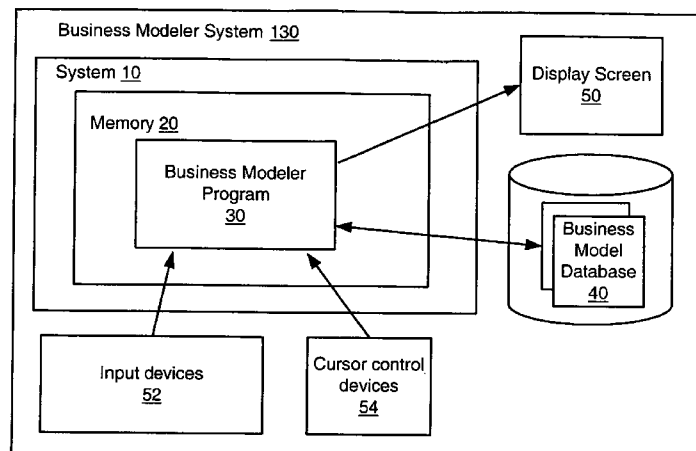 Business Modeler System 130
System 10
Memory 20
Business Modeler
Program
30
Display Screen
50
Business
Model
Database
40
Input devices
52
Cursor control
devices
54